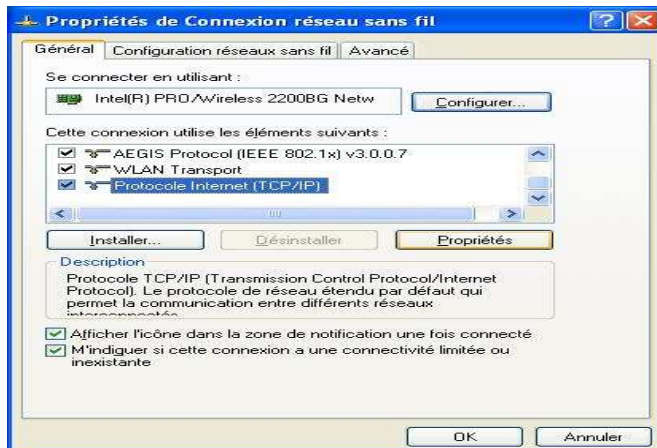 Propriétés de Connexion réseau sans fil
Général Configuration réseaux sans fil Avancé
Se connecter en utilisant :
Intel(R) PRO/Wireless 2200BG Netw Configurer...
Cette connexion utilise les éléments suivants :
AEGIS Protocol (IEEE 802.1x) v3.0.0.7
WLAN Transport
Protocole Internet (TCP/IP)
Installer... Désinstaller Propriétés
Description
Protocole TCP/IP (Transmission Control Protocol/Internet
Protocol). Le protocole de réseau étendu par défaut qui
permet la communication entre différents réseaux
interconnectés.
Afficher l'icône dans la zone de notification une fois connecté
M'indiquer si cette connexion a une connectivité limitée ou
inexistante
OK Annuler